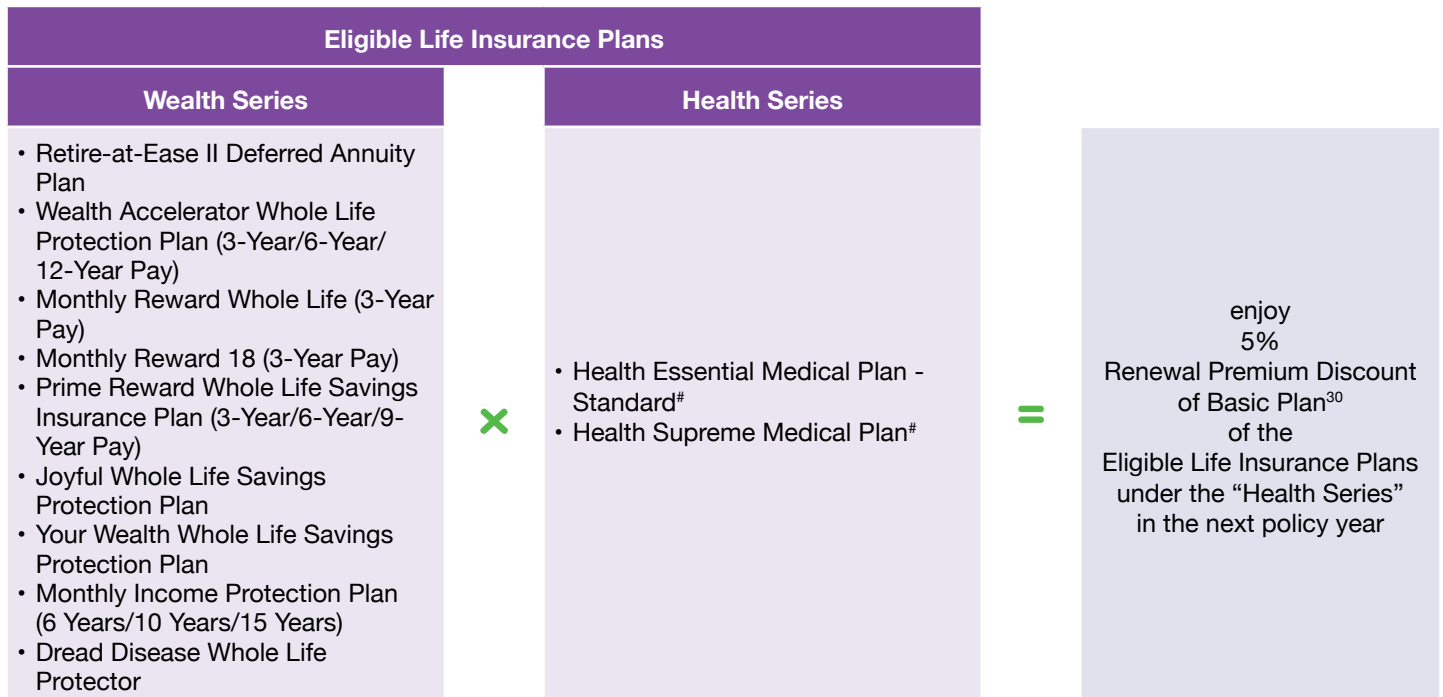 Eligible Life Insurance Plans
Wealth Series
Health Series
• Retire-at-Ease II Deferred Annuity
Plan
• Wealth Accelerator Whole Life
Protection Plan (3-Year/6-Year/
12-Year Pay)
• Monthly Reward Whole Life (3-Year
Pay)
• Monthly Reward 18 (3-Year Pay)
• Prime Reward Whole Life Savings
Insurance Plan (3-Year/6-Year/9-
Year Pay)
• Joyful Whole Life Savings
Protection Plan
• Your Wealth Whole Life Savings
Protection Plan
• Monthly Income Protection Plan
(6 Years/10 Years/15 Years)
• Dread Disease Whole Life
Protector
×
• Health Essential Medical Plan -
Standard#
• Health Supreme Medical Plan#
=
enjoy
5%
Renewal Premium Discount
of Basic Plan30
of the
Eligible Life Insurance Plans
under the “Health Series”
in the next policy year